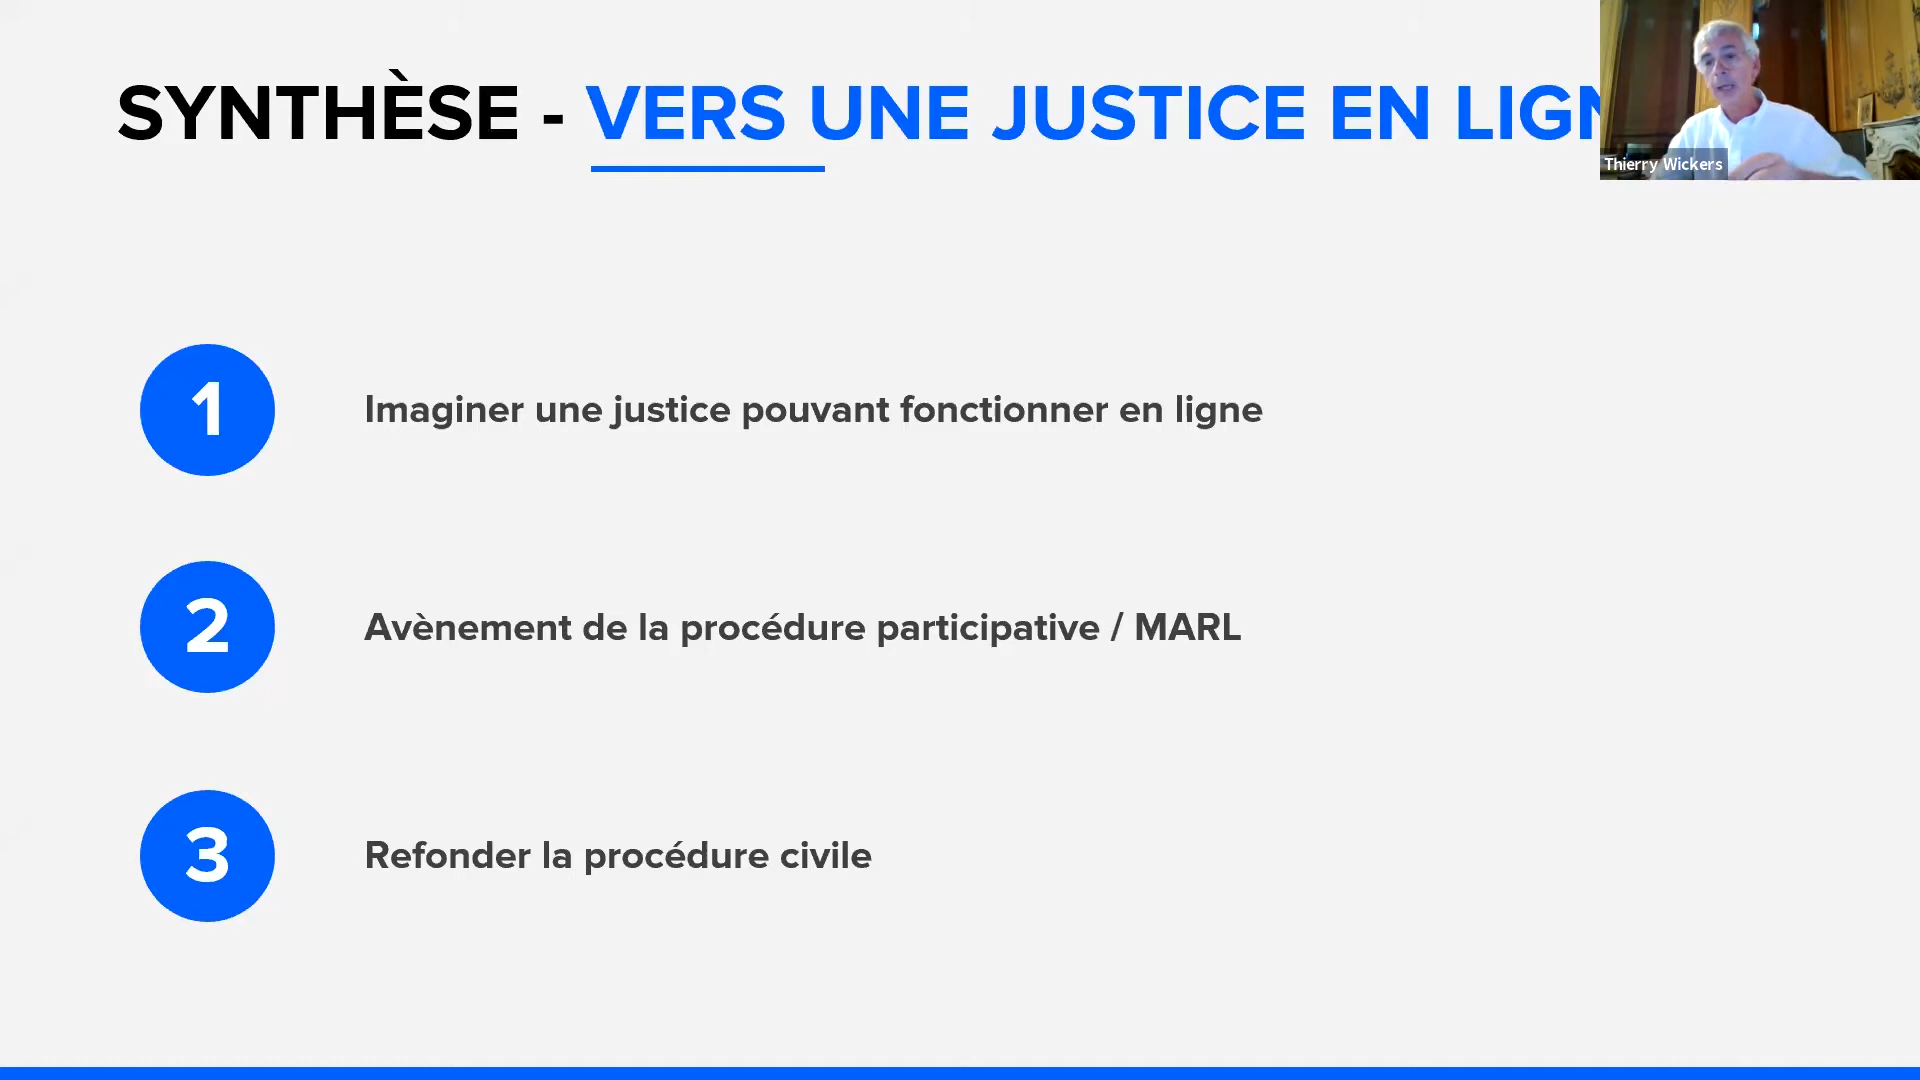 SYNTHÈSE - VERS UNE JUSTICE EN
Thierry Wickers
1 Imaginer une justice pouvant fonctionner en ligne
2 Avènement de la procédure participative / MARL
3 Refonder la procédure civile